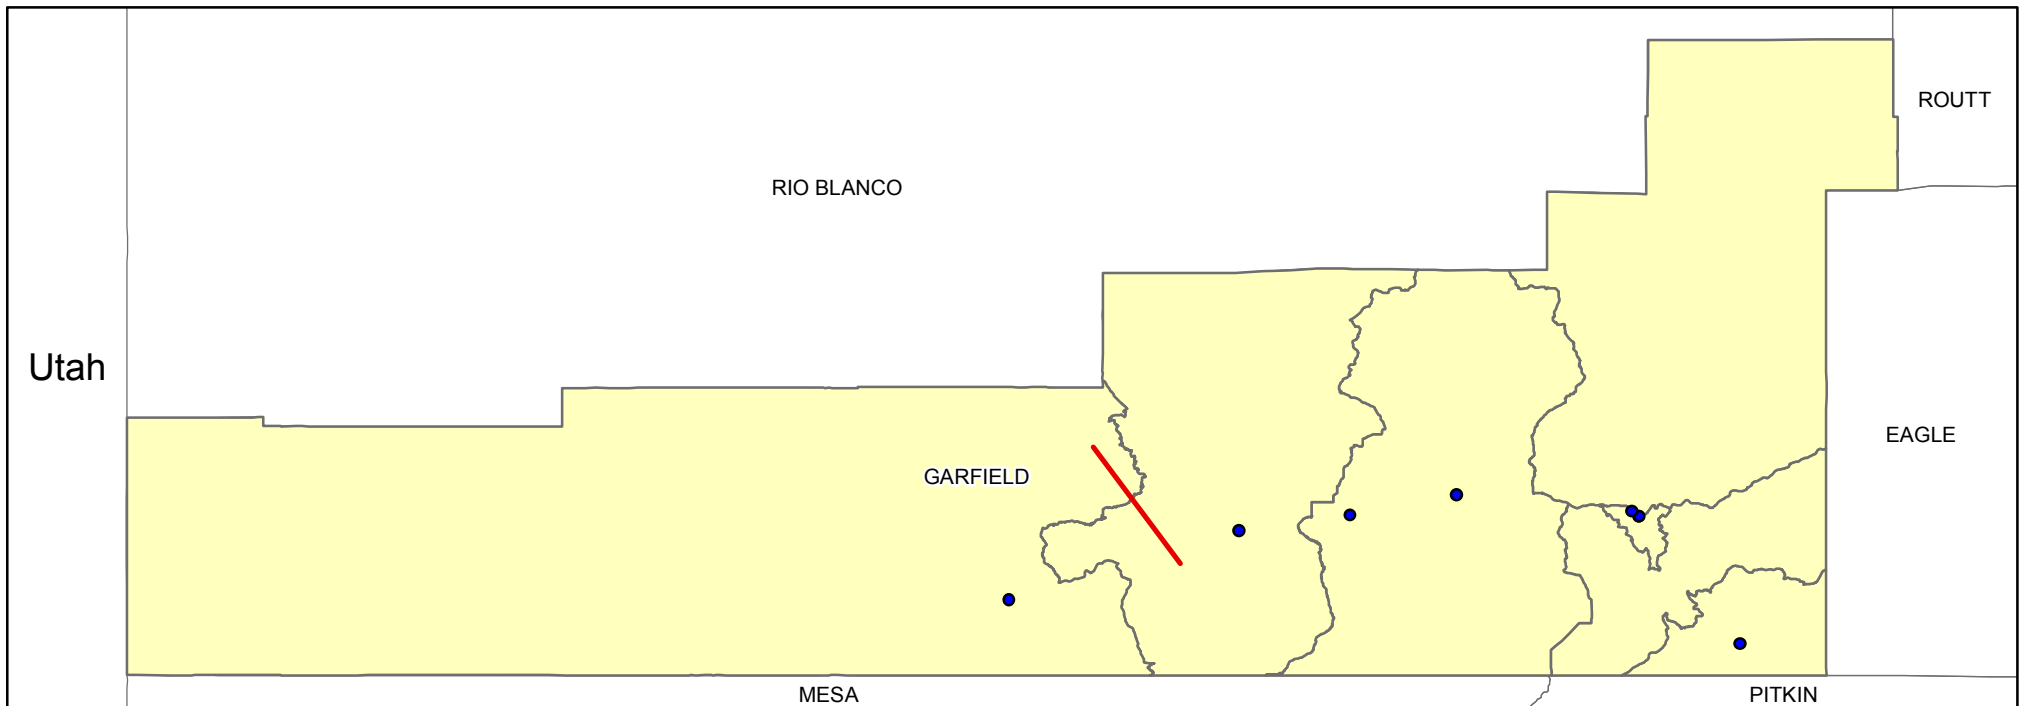 ROUTT
RIO BLANCO
Utah
EAGLE
GARFIELD
MESA
PITKIN